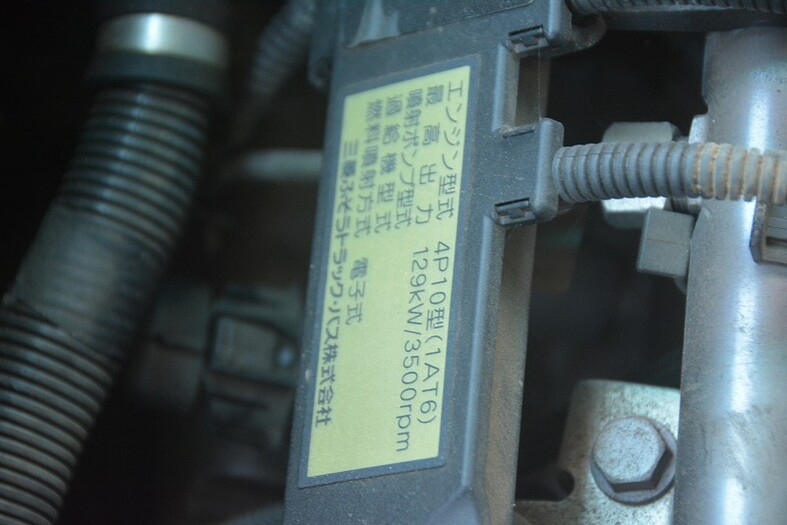 エンジン型式 4P10型(1AT6)
最高出力 129kW/3500rpm
噴射ポンプ型式
過給機型式
燃料噴射方式 電子式
三菱ふそうトラック・バス株式会社